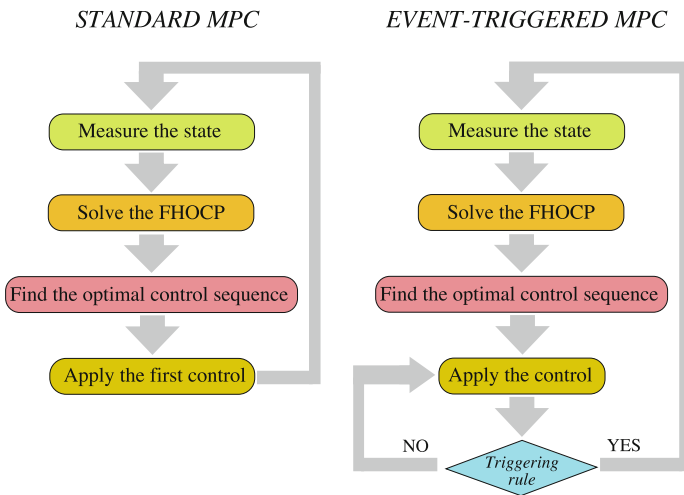 STANDARD MPC
Measure the state
Solve the FHOCP
Find the optimal control sequence
Apply the first control
EVENT-TRIGGERED MPC
Measure the state
Solve the FHOCP
Find the optimal control sequence
Apply the control
NO
YES
Triggering
rule